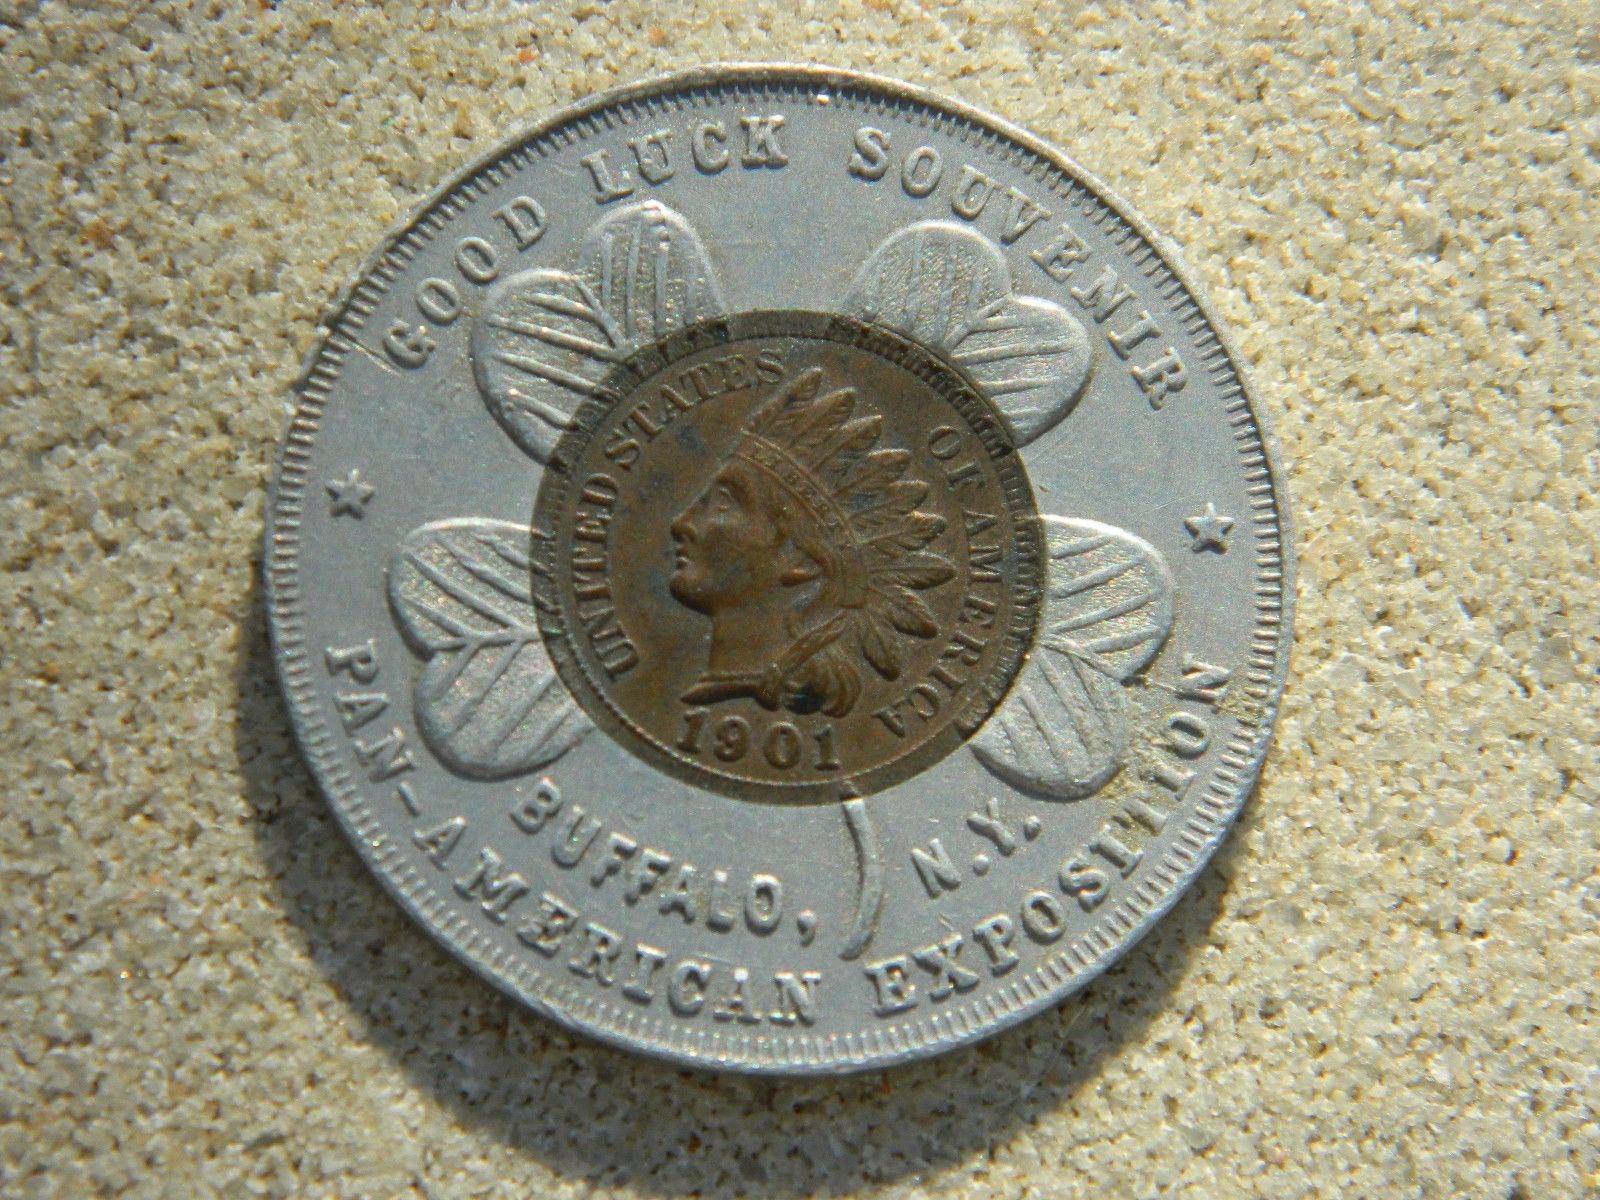 GOOD LUCK SOUVENIR
UNITED STATES OF AMERICA
LIBERTY
1901
BUFFALO, N.Y.
PAN-AMERICAN EXPOSITION